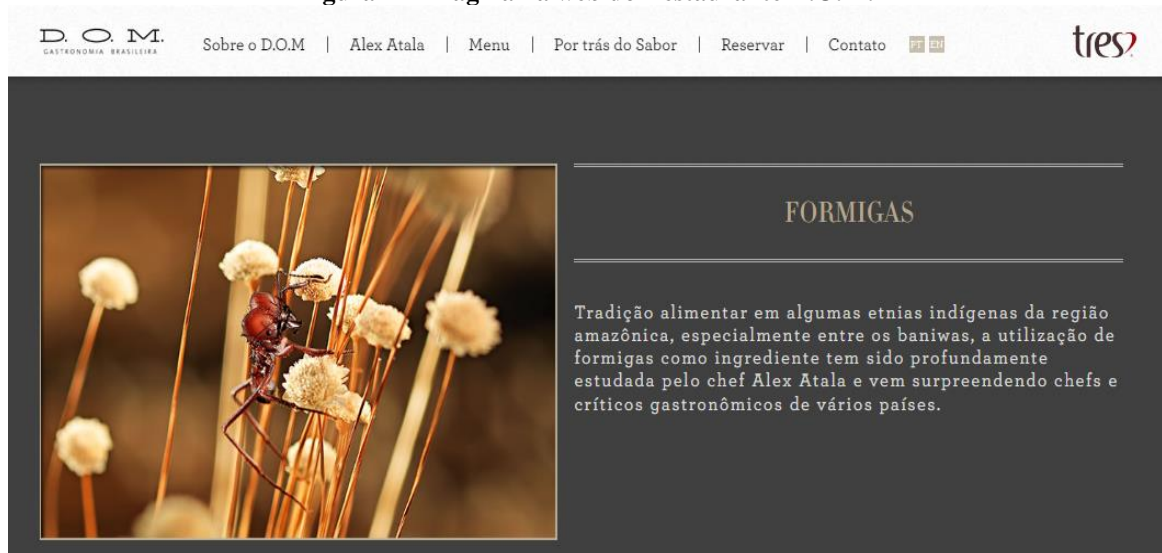 D. O. M.
GASTRONOMIA BRASILEIRA
Sobre o D.O.M | Alex Atala | Menu | Por trás do Sabor | Reservar | Contato PT EN
tres
FORMIGAS
Tradição alimentar em algumas etnias indígenas da região
amazônica, especialmente entre os baniwas, a utilização de
formigas como ingrediente tem sido profundamente
estudada pelo chef Alex Atala e vem surpreendendo chefs e
críticos gastronômicos de vários países.